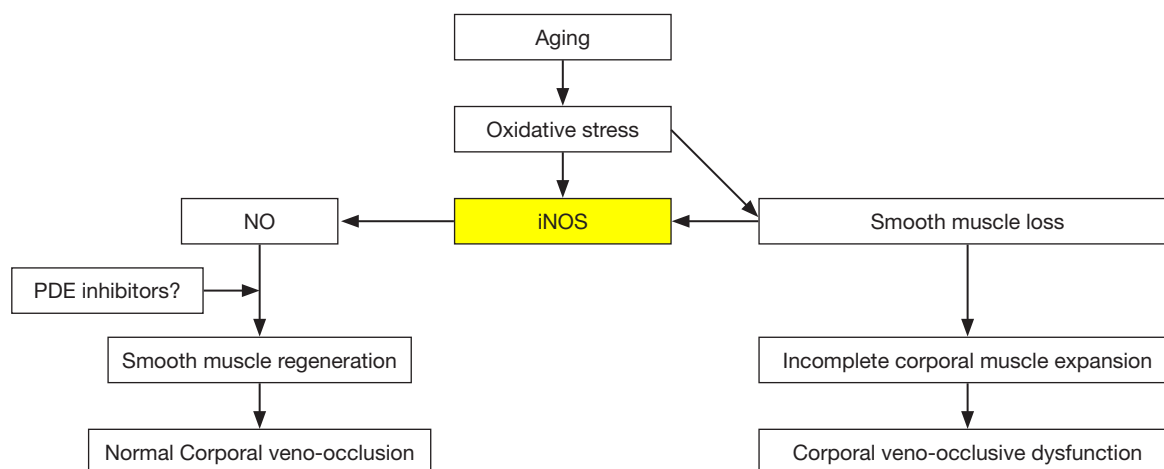 Aging
Oxidative stress
NO
iNOS
Smooth muscle loss
PDE inhibitors?
Smooth muscle regeneration
Incomplete corporal muscle expansion
Normal Corporal veno-occlusion
Corporal veno-occlusive dysfunction